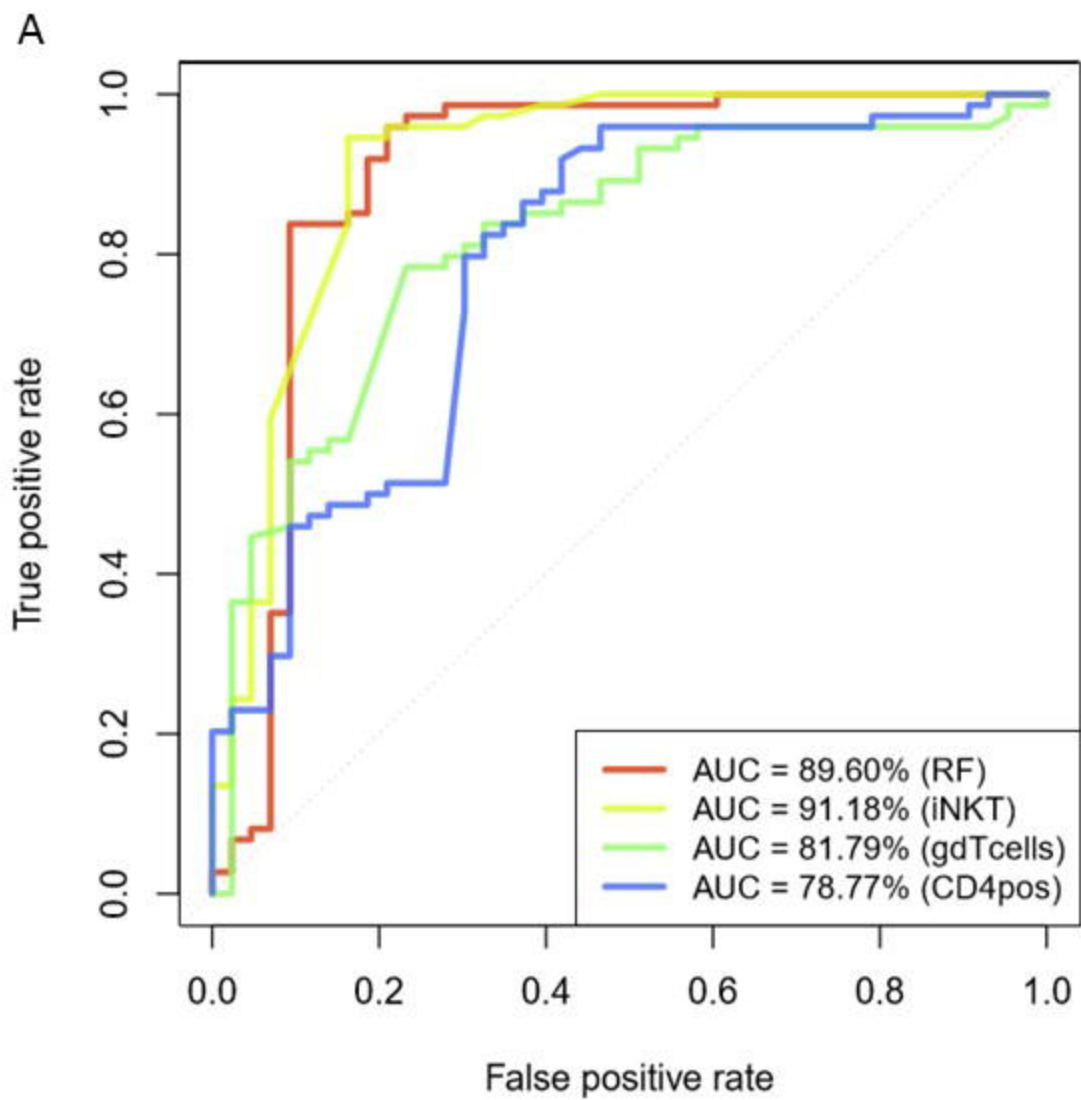 A
1.0
0.8
0.6
0.4
0.2
0.0
True positive rate
AUC = 89.60% (RF)
AUC = 91.18% (iNKT)
AUC = 81.79% (gdTcells)
AUC = 78.77% (CD4pos)
0.0 0.2 0.4 0.6 0.8 1.0
False positive rate